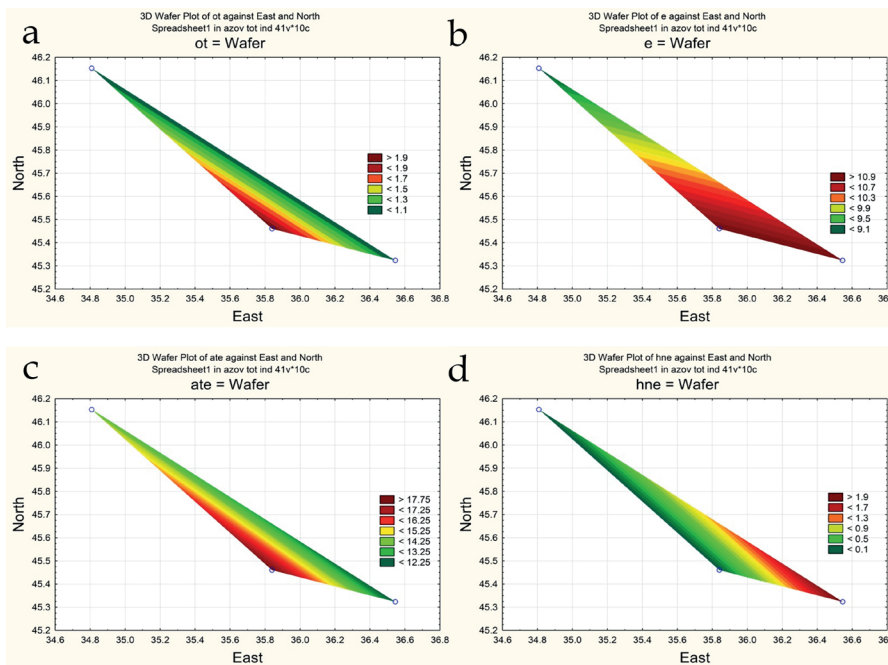 a
3D Wafer Plot of ot against East and North
Spreadsheet1 in azov tot ind 41v*10c
ot = Wafer
46.2
46.1
46.0
45.9
45.8
45.7
45.6
45.5
45.4
45.3
45.2
North
> 1.9
< 1.9
< 1.7
< 1.5
< 1.3
< 1.1
34.6 34.8 35.0 35.2 35.4 35.6 35.8 36.0 36.2 36.4 36.6 36.8
East
b
3D Wafer Plot of e against East and North
Spreadsheet1 in azov tot ind 41v*10c
e = Wafer
46.2
46.1
46.0
45.9
45.8
45.7
45.6
45.5
45.4
45.3
45.2
North
> 10.9
< 10.7
< 10.3
< 9.9
< 9.5
< 9.1
34.6 34.8 35.0 35.2 35.4 35.6 35.8 36.0 36.2 36.4 36.6 36.8
East
c
3D Wafer Plot of ate against East and North
Spreadsheet1 in azov tot ind 41v*10c
ate = Wafer
46.2
46.1
46.0
45.9
45.8
45.7
45.6
45.5
45.4
45.3
45.2
North
> 17.75
< 17.25
< 16.25
< 15.25
< 14.25
< 13.25
< 12.25
34.6 34.8 35.0 35.2 35.4 35.6 35.8 36.0 36.2 36.4 36.6 36.8
East
d
3D Wafer Plot of hne against East and North
Spreadsheet1 in azov tot ind 41v*10c
hne = Wafer
46.2
46.1
46.0
45.9
45.8
45.7
45.6
45.5
45.4
45.3
45.2
North
> 1.9
< 1.7
< 1.3
< 0.9
< 0.5
< 0.1
34.6 34.8 35.0 35.2 35.4 35.6 35.8 36.0 36.2 36.4 36.6 36.8
East